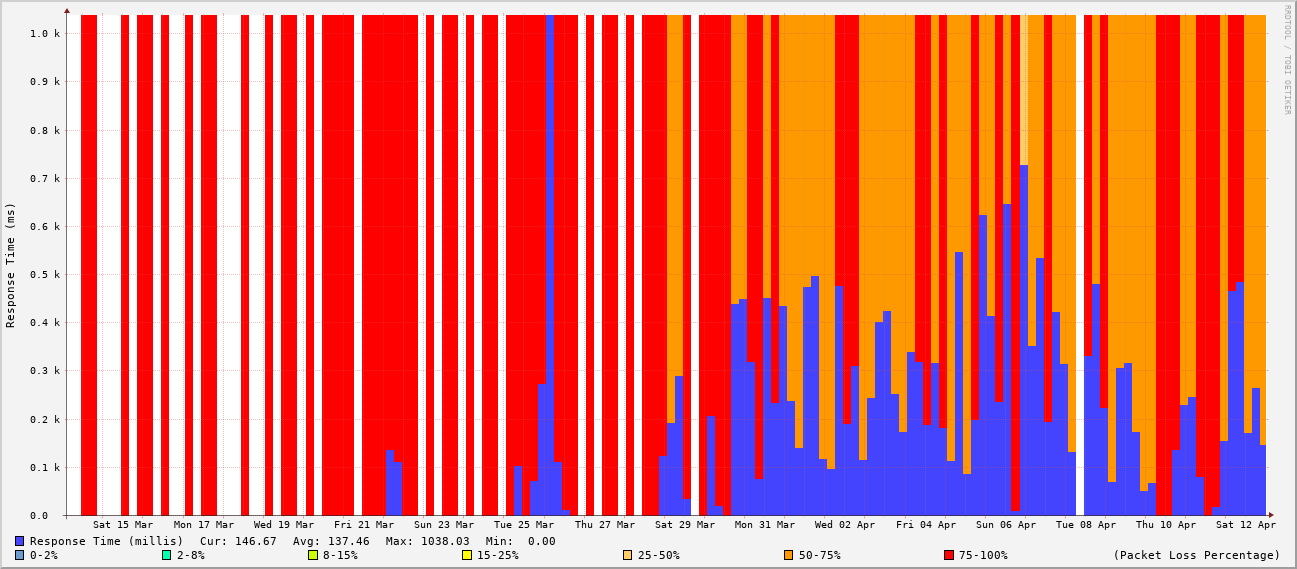 RRDTOOL / TOBI OETIKER
Response Time (ms)
1.0 k
0.9 k
0.8 k
0.7 k
0.6 k
0.5 k
0.4 k
0.3 k
0.2 k
0.1 k
0.0
Sat 15 Mar Mon 17 Mar Wed 19 Mar Fri 21 Mar Sun 23 Mar Tue 25 Mar Thu 27 Mar Sat 29 Mar Mon 31 Mar Wed 02 Apr Fri 04 Apr Sun 06 Apr Tue 08 Apr Thu 10 Apr Sat 12 Apr
Response Time (millis) Cur: 146.67 Avg: 137.46 Max: 1038.03 Min: 0.00
0-2% 2-8% 8-15% 15-25% 25-50% 50-75% 75-100% (Packet Loss Percentage)